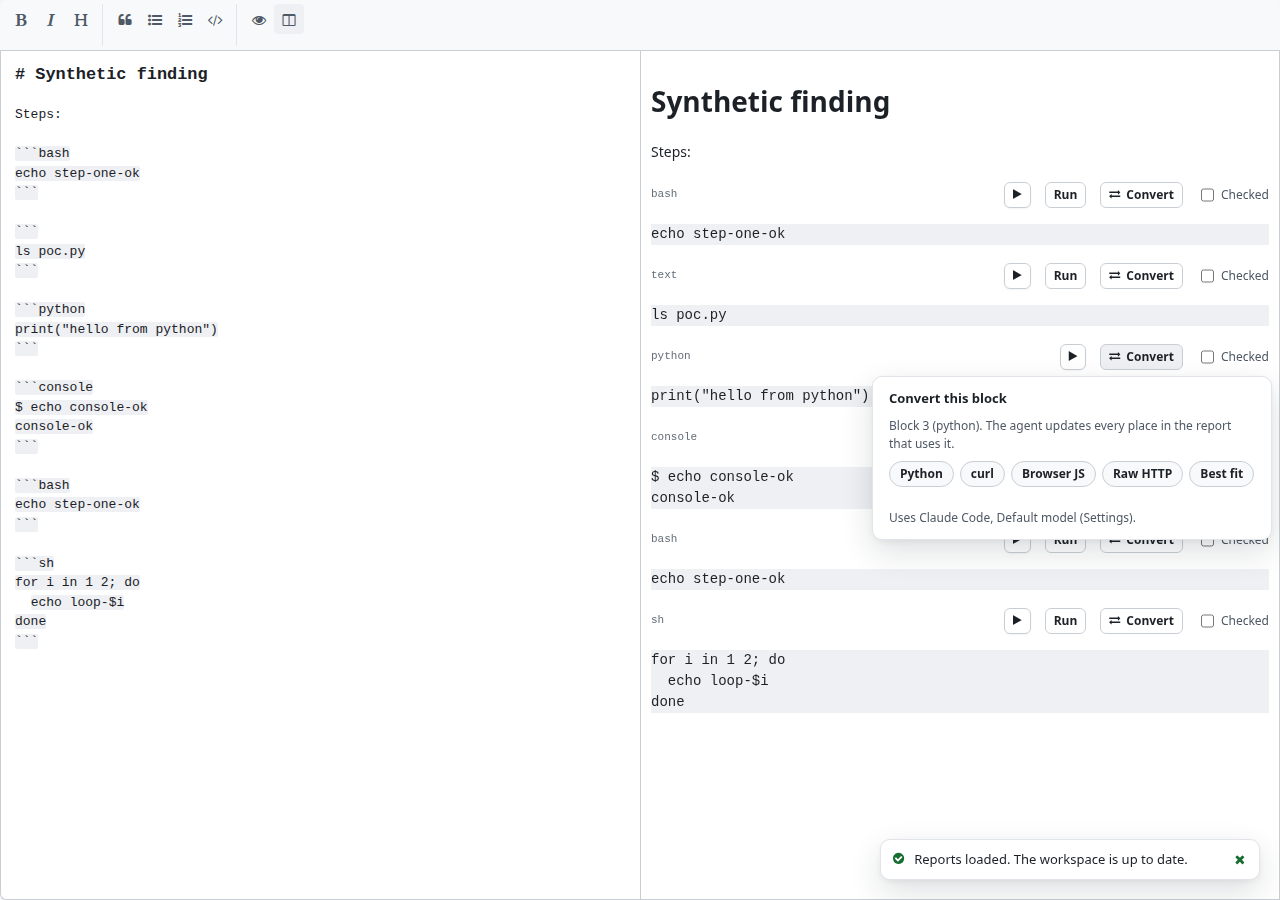 B I H
# Synthetic finding
Steps:
```bash
echo step-one-ok
```
```
ls poc.py
```
```python
print("hello from python")
```
```console
$ echo console-ok
console-ok
```
```bash
echo step-one-ok
```
```sh
for i in 1 2; do
  echo loop-$i
done
```
Synthetic finding
Steps:
bash Run Convert Checked
echo step-one-ok
text Run Convert Checked
ls poc.py
python Convert Checked
print("hello from python")
Convert this block
Block 3 (python). The agent updates every place in the report
that uses it.
Python curl Browser JS Raw HTTP Best fit
Uses Claude Code, Default model (Settings).
console
$ echo console-ok
console-ok
bash Run Convert Checked
echo step-one-ok
sh Run Convert Checked
for i in 1 2; do
  echo loop-$i
done
Reports loaded. The workspace is up to date.